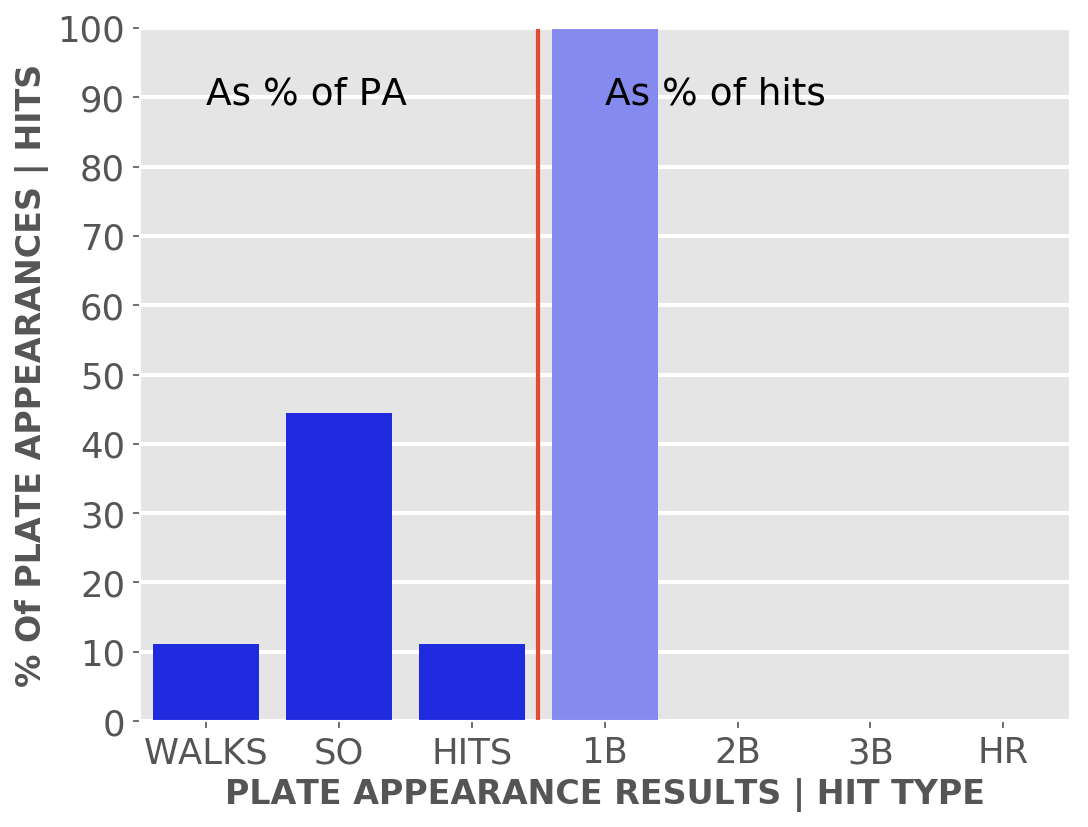 100
90
80
70
60
50
40
30
20
10
0
% Of PLATE APPEARANCES | HITS
As % of PA
As % of hits
WALKS SO HITS 1B 2B 3B HR
PLATE APPEARANCE RESULTS | HIT TYPE